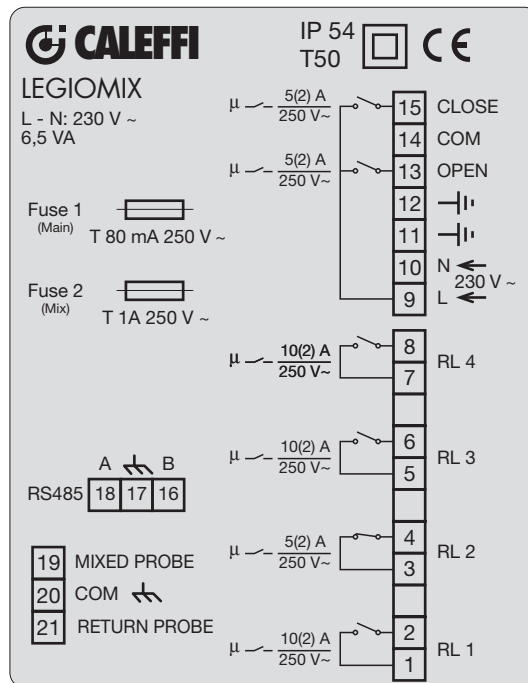 CALEFFI
IP 54
T50
CE
LEGIOMIX
L - N: 230 V ~
6,5 VA
µ 5(2) A
250 V~
15 CLOSE
14 COM
µ 5(2) A
250 V~
13 OPEN
12
11
10 N
230 V ~
9 L
Fuse 1
(Main)
T 80 mA 250 V ~
Fuse 2
(Mix)
T 1A 250 V ~
µ 10(2) A
250 V~
8
7
RL 4
µ 10(2) A
250 V~
6
5
RL 3
A B
RS485 18 17 16
µ 5(2) A
250 V~
4
3
RL 2
19 MIXED PROBE
20 COM
21 RETURN PROBE
µ 10(2) A
250 V~
2
1
RL 1